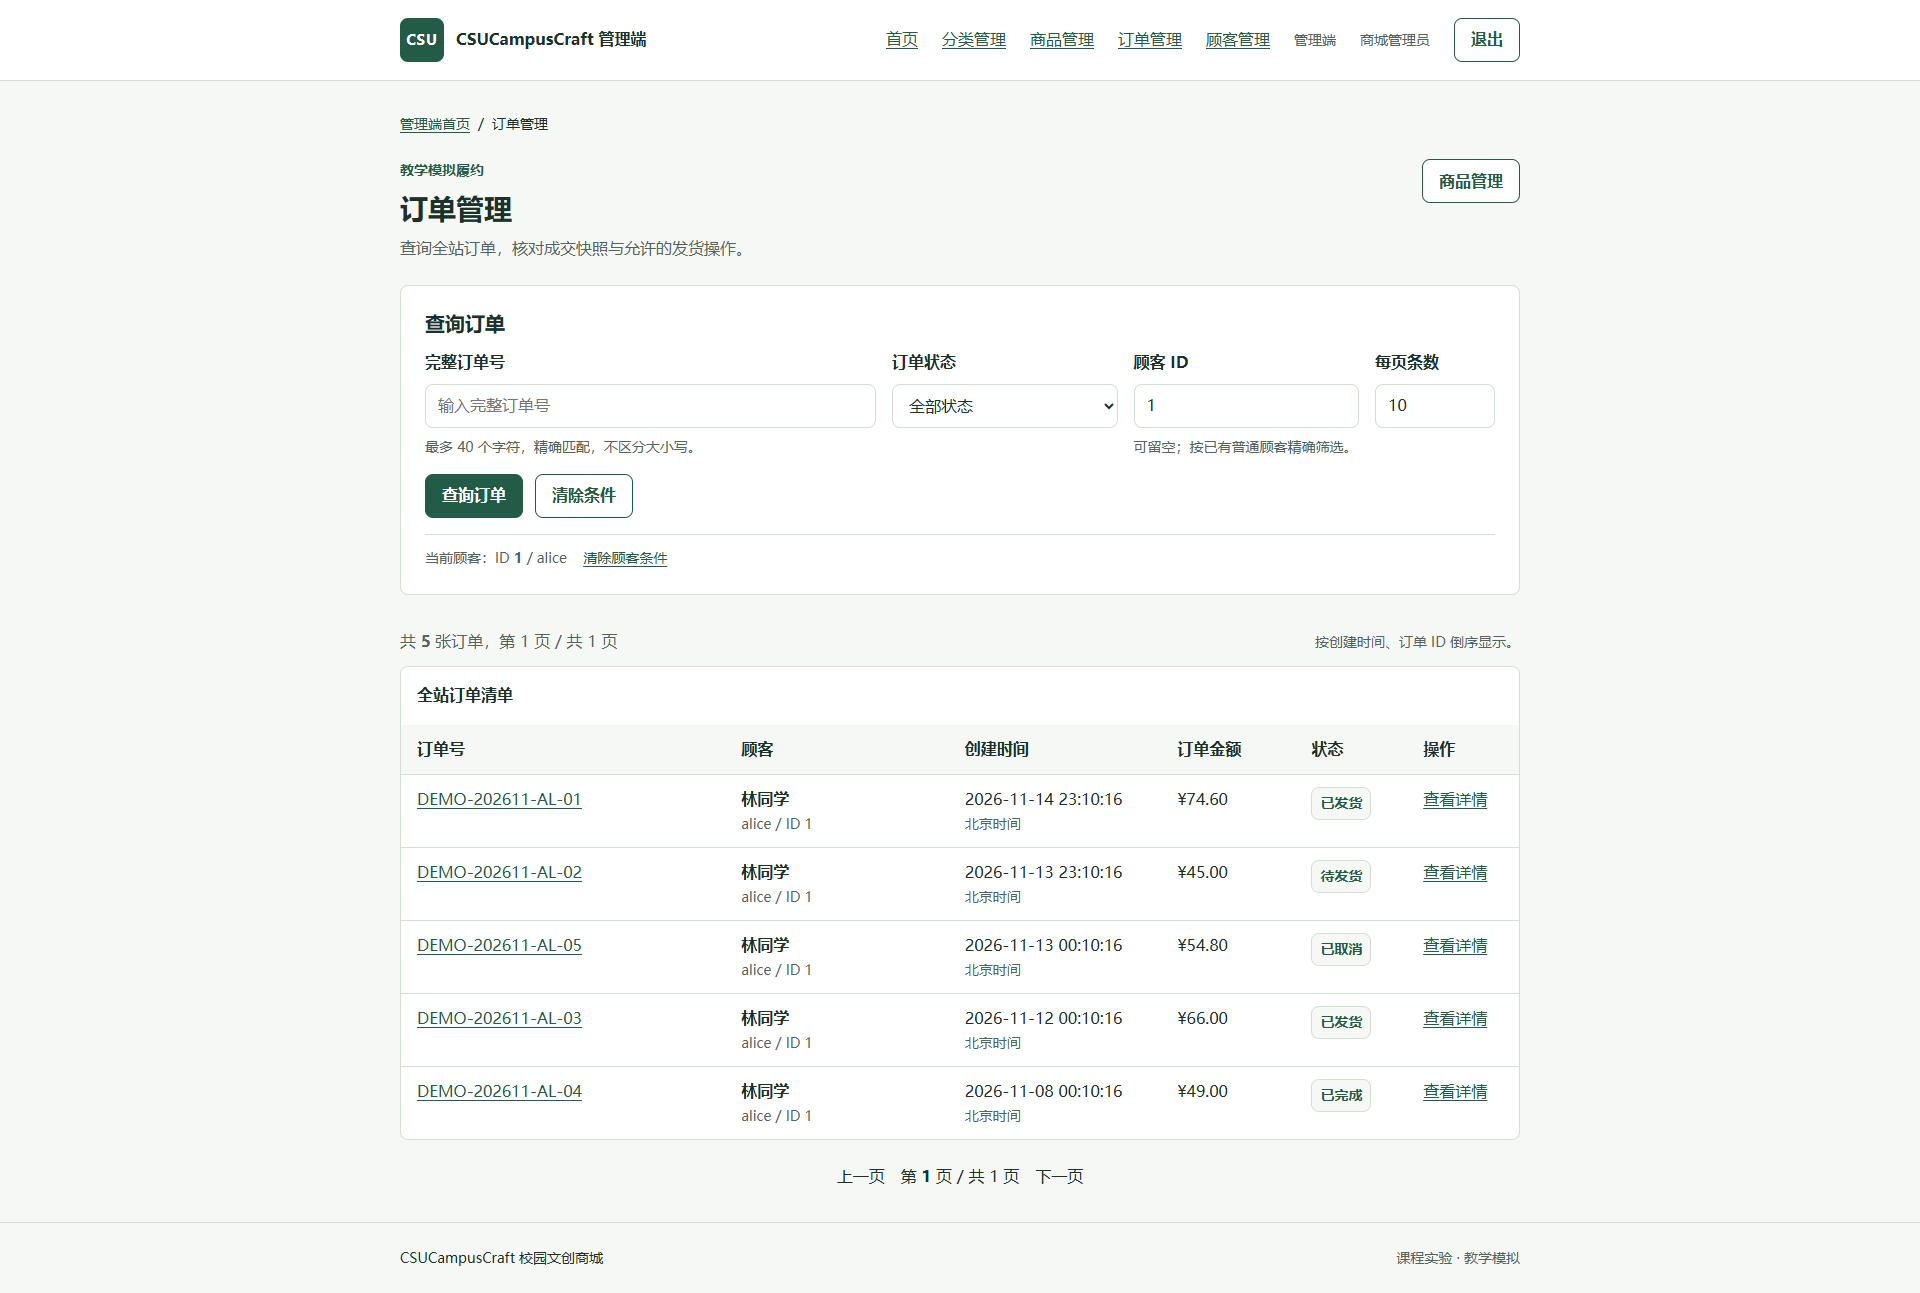 CSU CSUCampusCraft 管理端 首页 分类管理 商品管理 订单管理 顾客管理 管理端 商城管理员 退出
管理端首页 / 订单管理
教学模拟履约
商品管理
订单管理
查询全站订单，核对成交快照与允许的发货操作。
查询订单
完整订单号 订单状态 顾客 ID 每页条数
输入完整订单号 全部状态 1 10
最多 40 个字符，精确匹配，不区分大小写。 可留空；按已有普通顾客精确筛选。
查询订单 清除条件
当前顾客：ID 1 / alice 清除顾客条件
共 5 张订单，第 1 页 / 共 1 页 按创建时间、订单 ID 倒序显示。
全站订单清单
订单号 顾客 创建时间 订单金额 状态 操作
DEMO-202611-AL-01 林同学 2026-11-14 23:10:16 ¥74.60 已发货 查看详情
alice / ID 1 北京时间
DEMO-202611-AL-02 林同学 2026-11-13 23:10:16 ¥45.00 待发货 查看详情
alice / ID 1 北京时间
DEMO-202611-AL-05 林同学 2026-11-13 00:10:16 ¥54.80 已取消 查看详情
alice / ID 1 北京时间
DEMO-202611-AL-03 林同学 2026-11-12 00:10:16 ¥66.00 已发货 查看详情
alice / ID 1 北京时间
DEMO-202611-AL-04 林同学 2026-11-08 00:10:16 ¥49.00 已完成 查看详情
alice / ID 1 北京时间
上一页 第 1 页 / 共 1 页 下一页
CSUCampusCraft 校园文创商城 课程实验 · 教学模拟